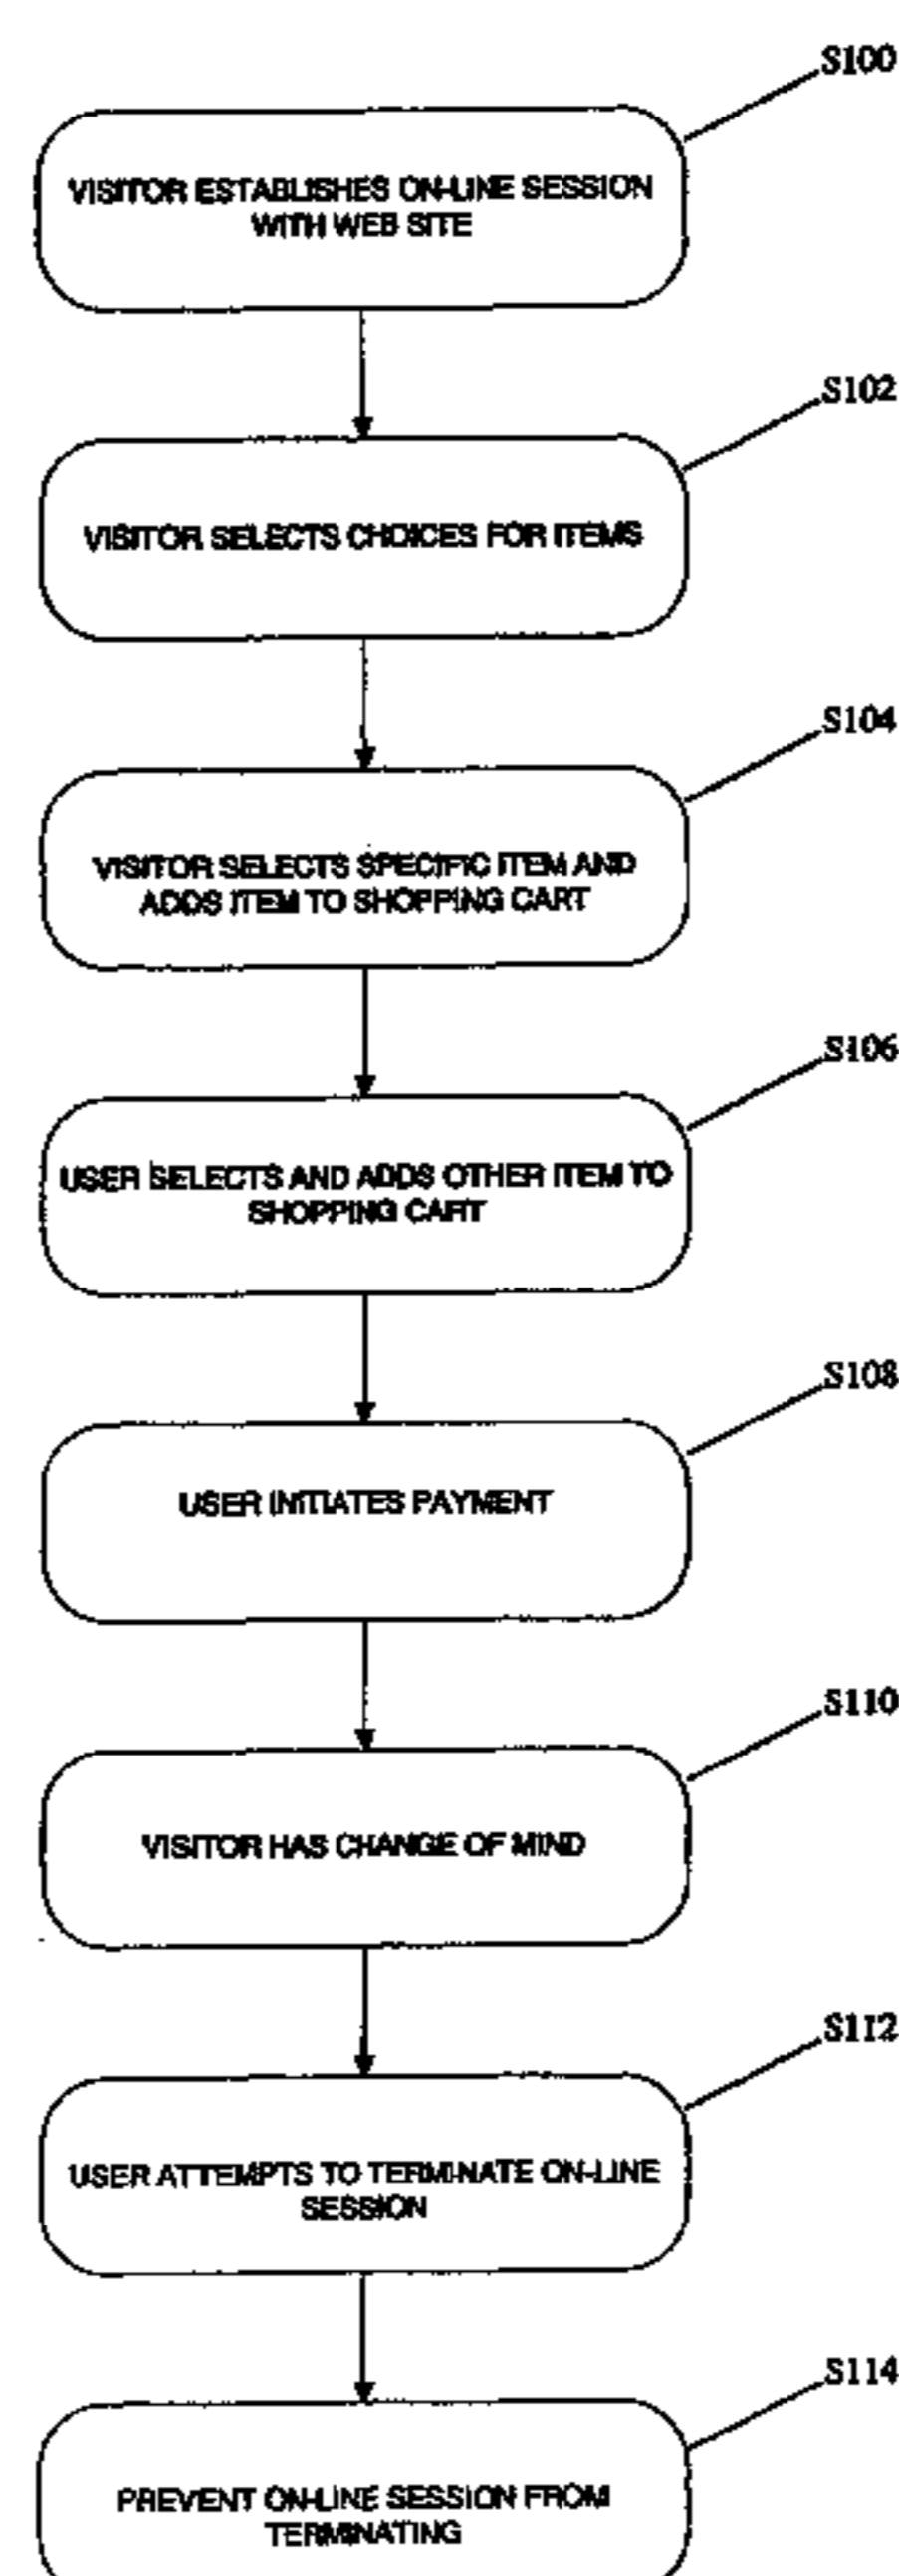 S100
VISITOR ESTABLISHES ON-LINE SESSION
WITH WEB SITE
S102
VISITOR SELECTS CHOICES FOR ITEMS
S104
VISITOR SELECTS SPECIFIC ITEM AND
ADDS ITEM TO SHOPPING CART
S106
USER SELECTS AND ADDS OTHER ITEM TO
SHOPPING CART
S108
USER INITIATES PAYMENT
S110
VISITOR HAS CHANGE OF MIND
S112
USER ATTEMPTS TO TERMINATE ON-LINE
SESSION
S114
PREVENT ON-LINE SESSION FROM
TERMINATING